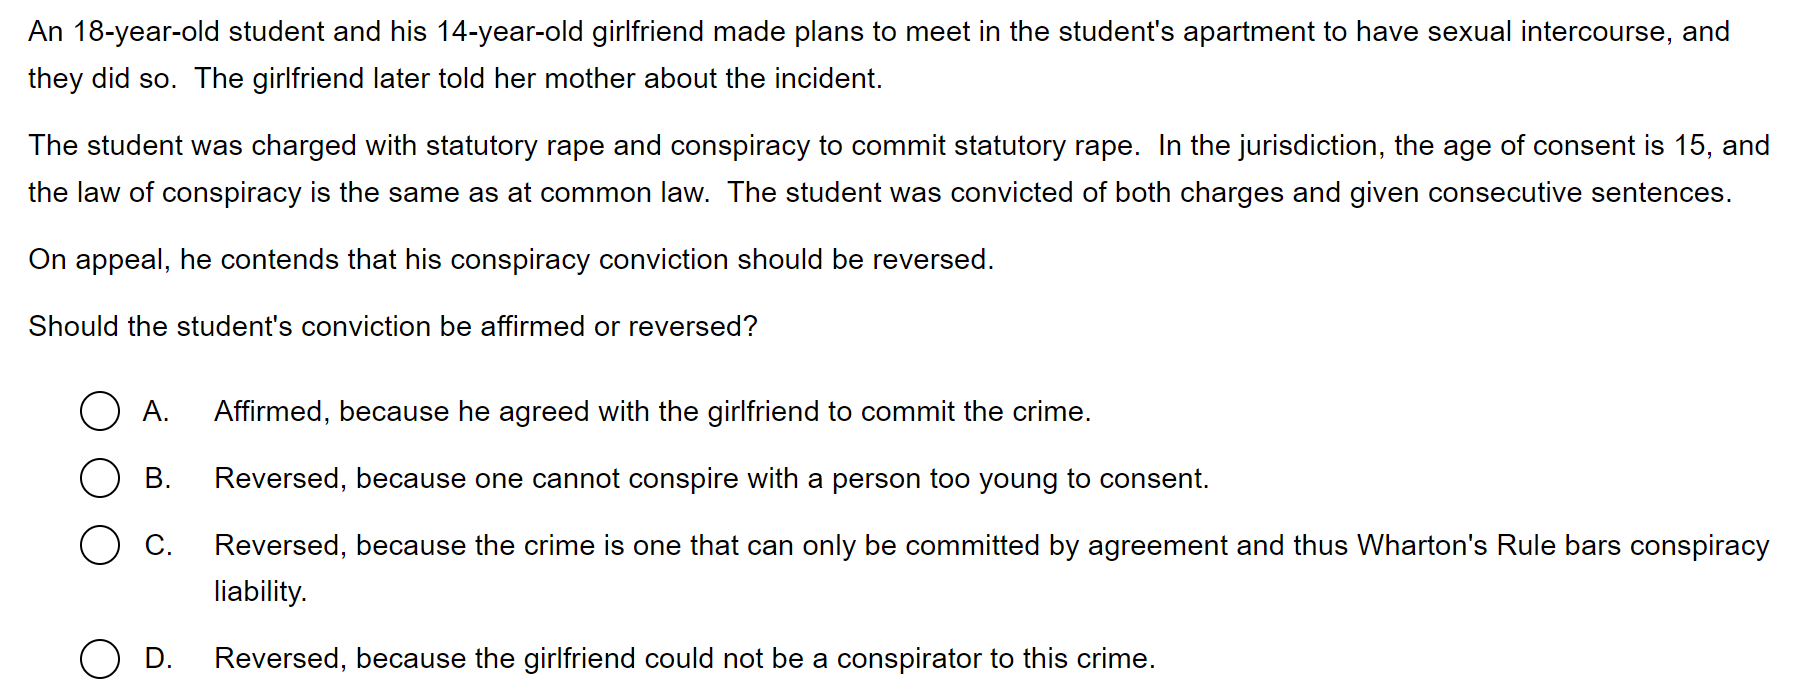 An 18-year-old student and his 14-year-old girlfriend made plans to meet in the student's apartment to have sexual intercourse, and
they did so.  The girlfriend later told her mother about the incident.
The student was charged with statutory rape and conspiracy to commit statutory rape.  In the jurisdiction, the age of consent is 15, and
the law of conspiracy is the same as at common law.  The student was convicted of both charges and given consecutive sentences.
On appeal, he contends that his conspiracy conviction should be reversed.
Should the student's conviction be affirmed or reversed?
A. Affirmed, because he agreed with the girlfriend to commit the crime.
B. Reversed, because one cannot conspire with a person too young to consent.
C. Reversed, because the crime is one that can only be committed by agreement and thus Wharton's Rule bars conspiracy
liability.
D. Reversed, because the girlfriend could not be a conspirator to this crime.